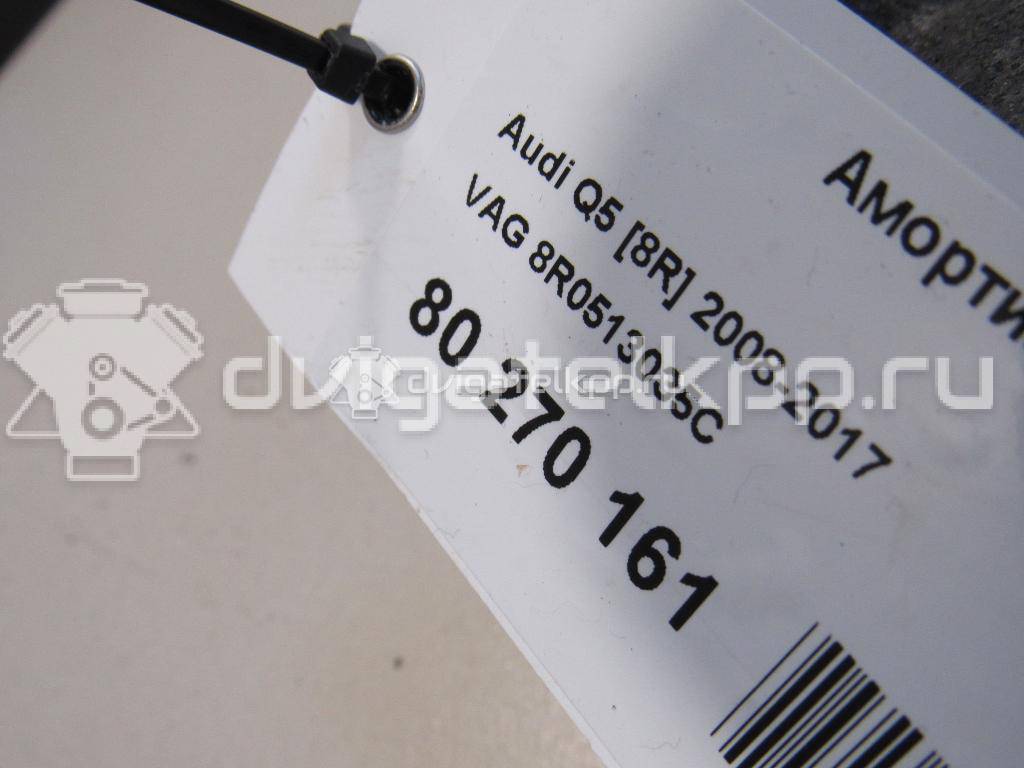 Аморти
Audi Q5 [8R] 2008-2017
VAG 8R0513035C
80 270 161
dvigatelkpo.ru